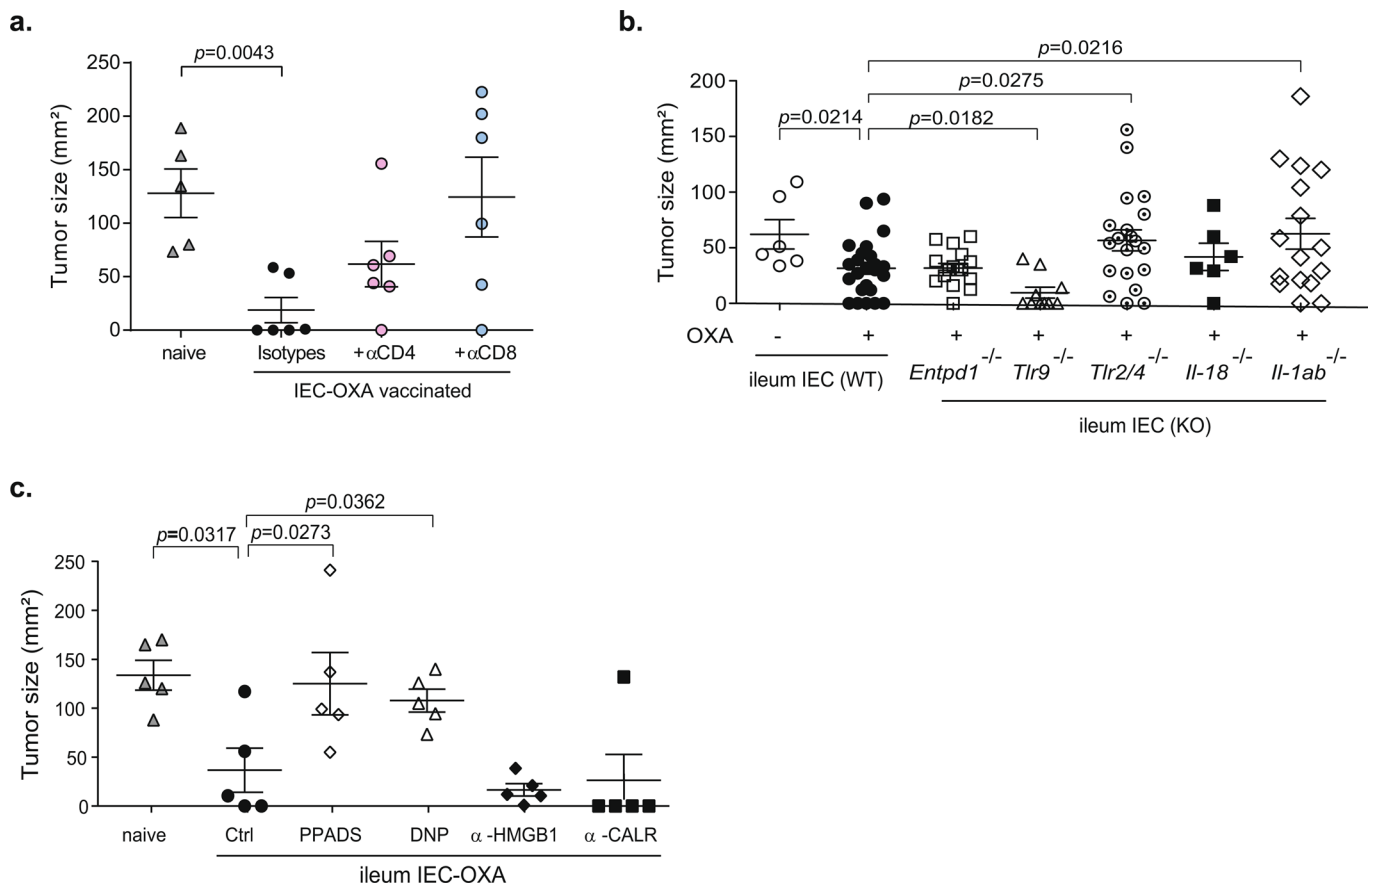 a.
p=0.0043
Tumor size (mm²)
250
200
150
100
50
0
naive
Isotypes
+αCD4
+αCD8
IEC-OXA vaccinated
b.
p=0.0216
p=0.0275
p=0.0214
p=0.0182
Tumor size (mm²)
200
150
100
50
0
OXA - + + + + + +
ileum IEC (WT)
Entpd1-/-
Tlr9-/-
Tlr2/4-/-
Il-18-/-
Il-1ab-/-
ileum IEC (KO)
c.
p=0.0362
p=0.0317
p=0.0273
Tumor size (mm²)
250
200
150
100
50
0
naive
Ctrl
PPADS
DNP
α -HMGB1
α -CALR
ileum IEC-OXA